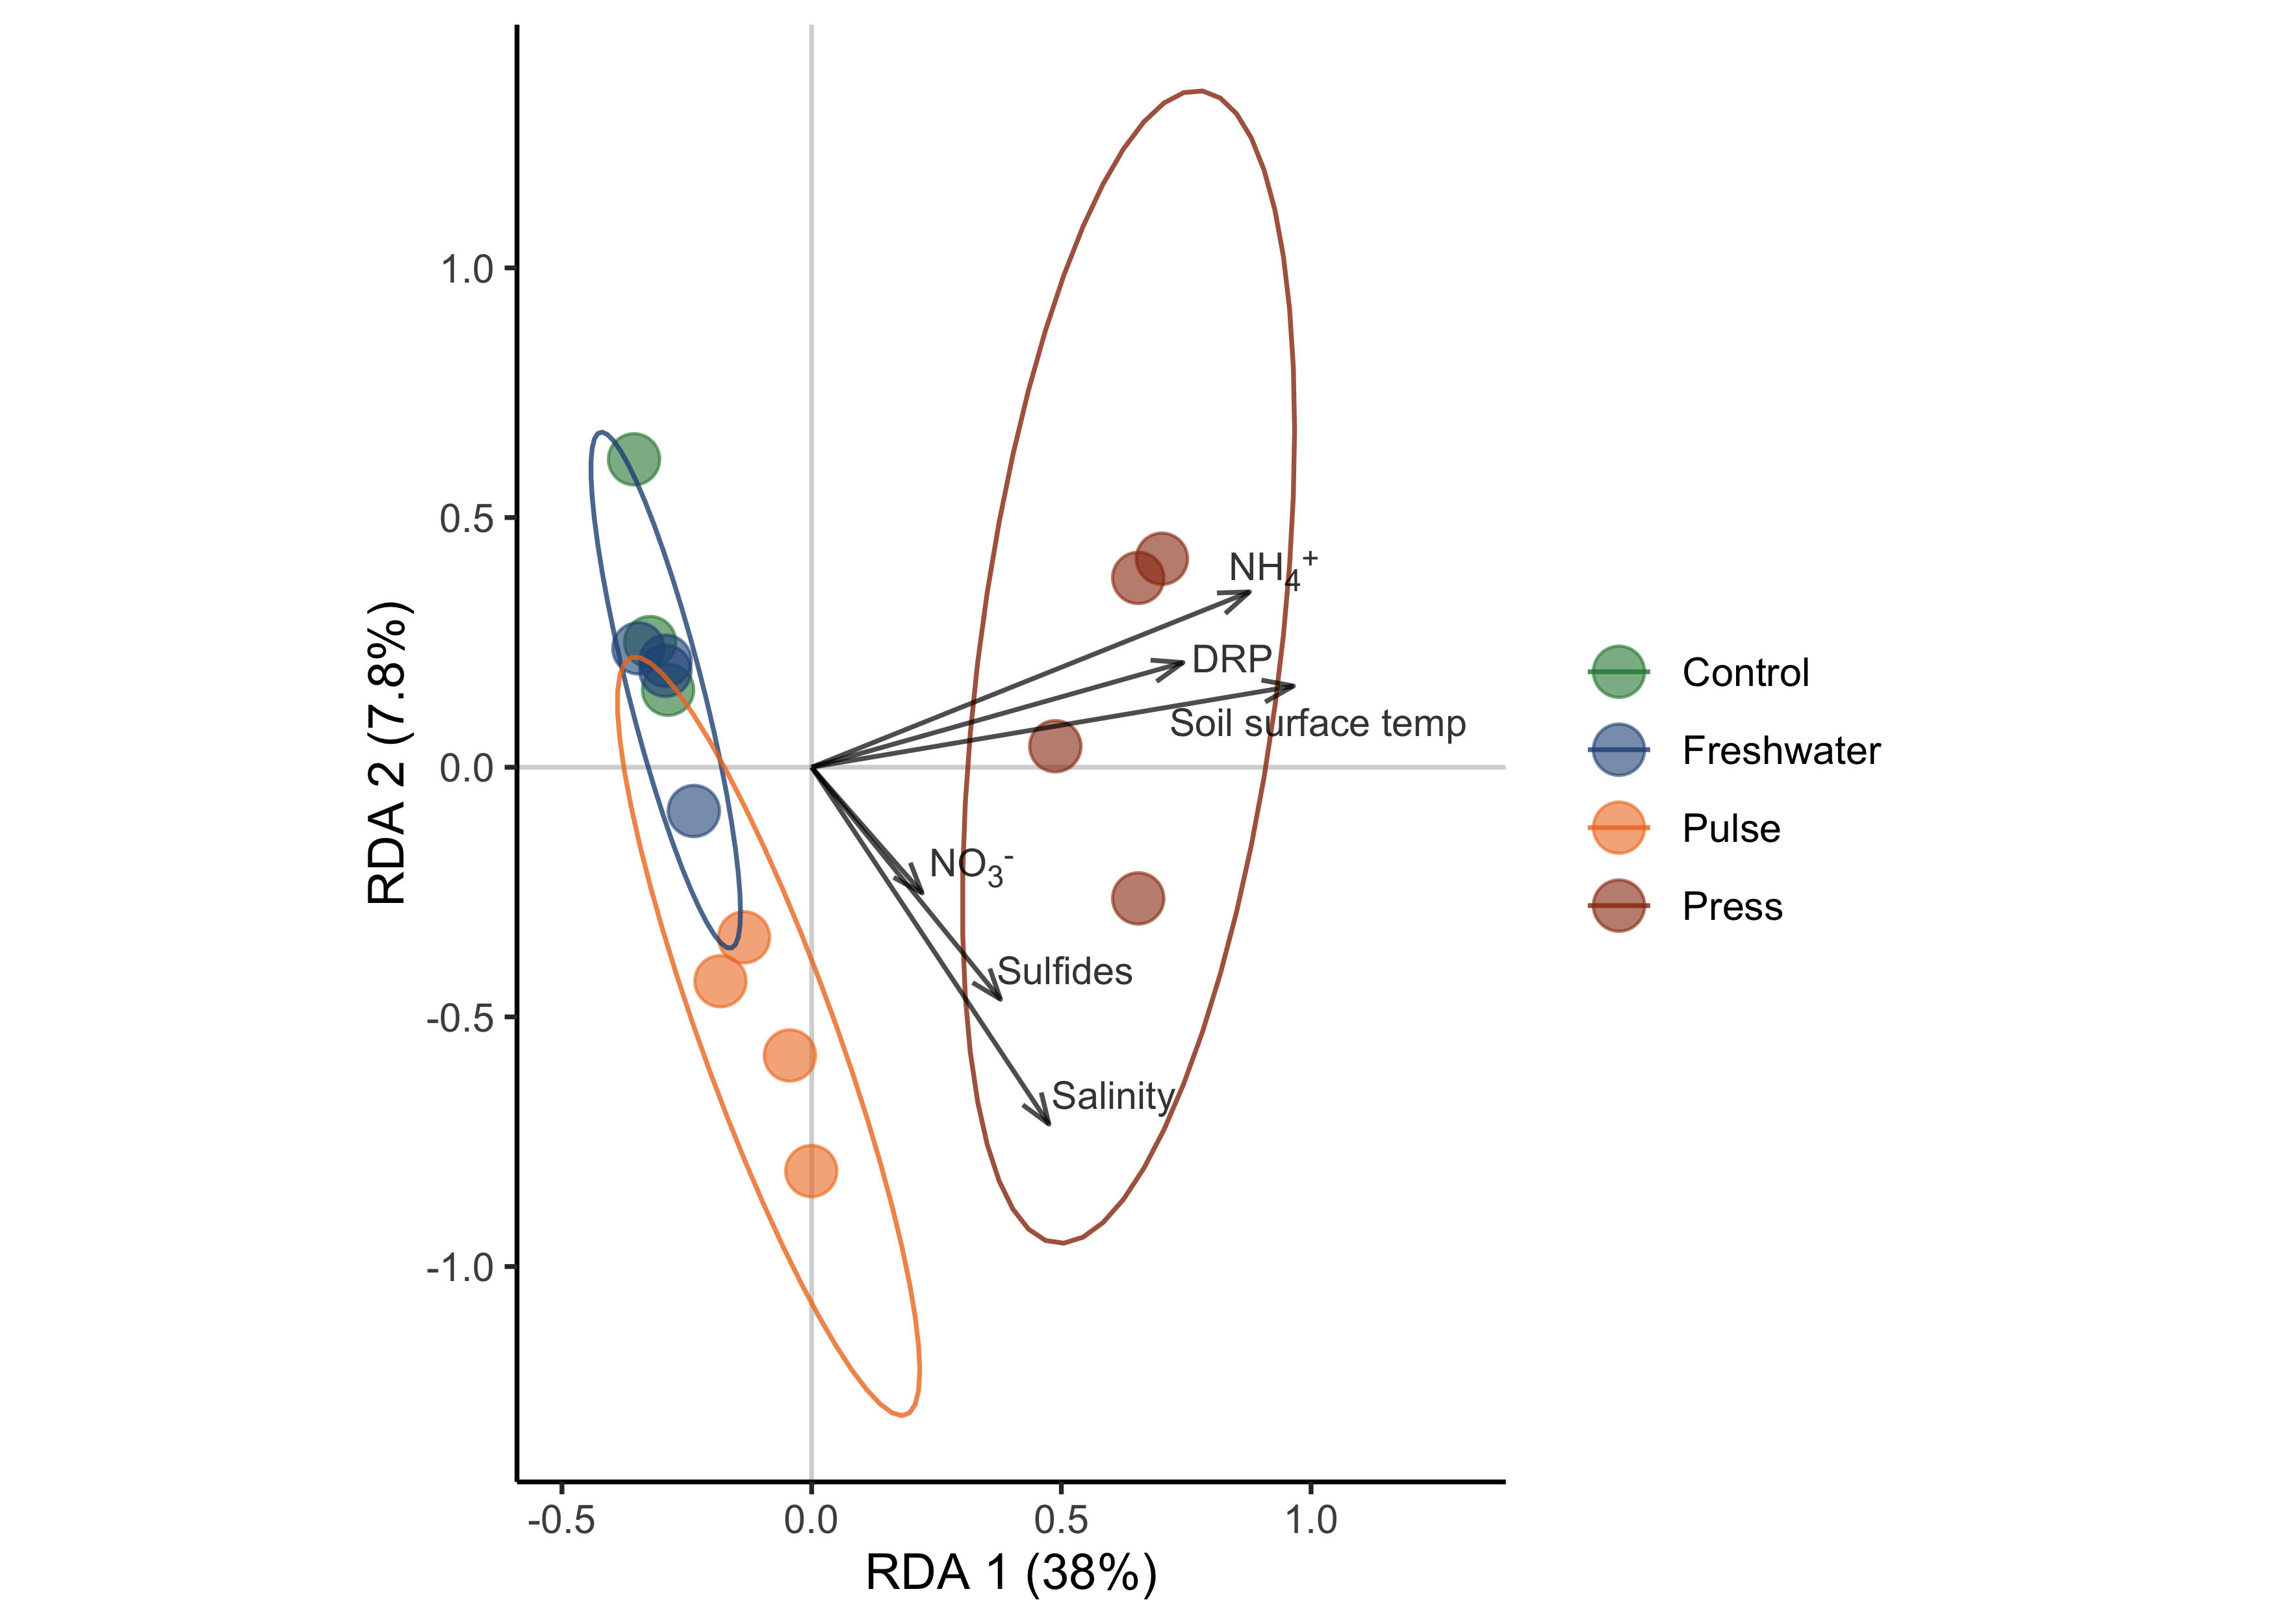 RDA 2 (7.8%)
1.0
0.5
0.0
-0.5
-1.0
NH₄⁺
DRP
Soil surface temp
NO₃⁻
Sulfides
Salinity
-0.5
0.0
0.5
1.0
RDA 1 (38%)
Control
Freshwater
Pulse
Press